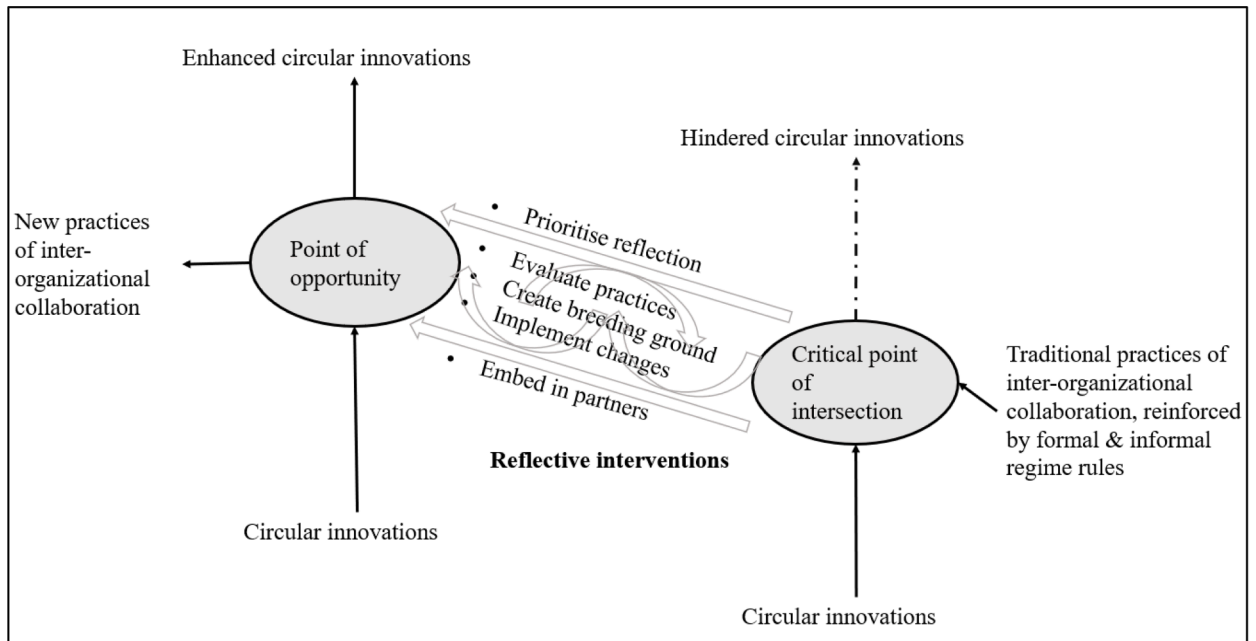 Enhanced circular innovations
Hindered circular innovations
New practices
of inter-
organizational
collaboration
Point of
opportunity
• Prioritise reflection
• Evaluate practices
• Create breeding ground
• Implement changes
• Embed in partners
Reflective interventions
Critical point
of
intersection
Traditional practices of
inter-organizational
collaboration, reinforced
by formal & informal
regime rules
Circular innovations
Circular innovations